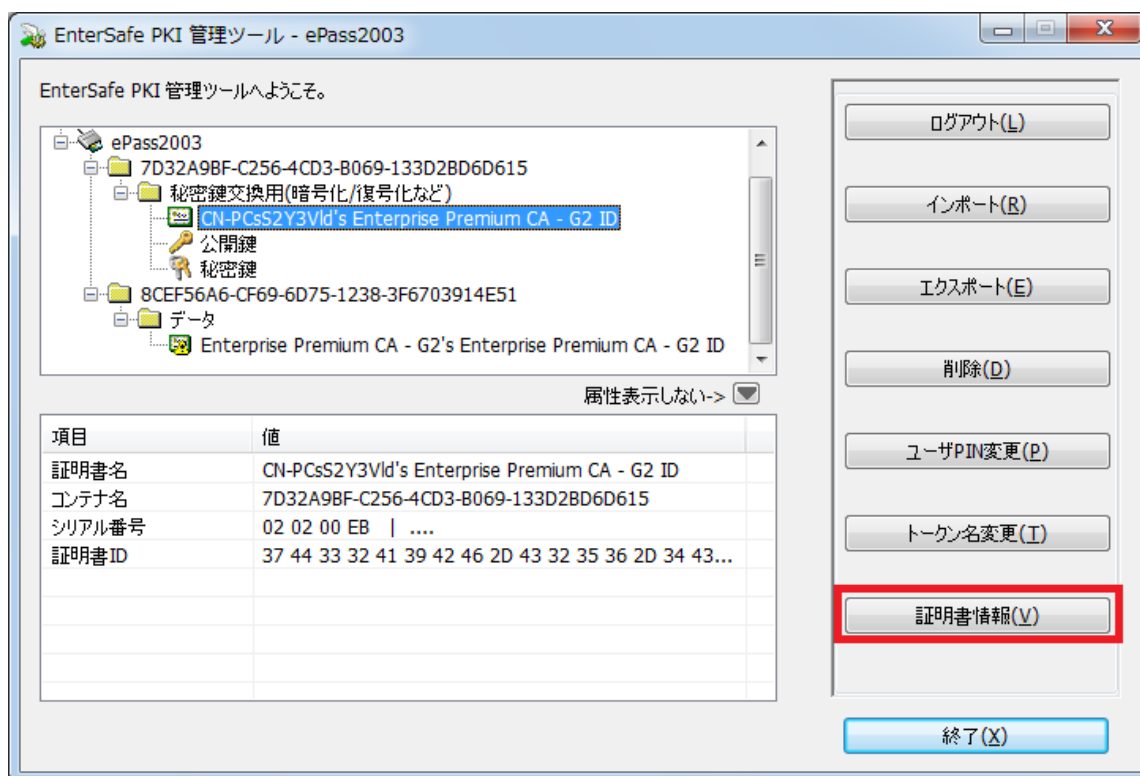 EnterSafe PKI 管理ツール - ePass2003
EnterSafe PKI 管理ツールへようこそ。
ePass2003
7D32A9BF-C256-4CD3-B069-133D2BD6D615
秘密鍵交換用(暗号化/復号化など)
CN-PCsS2Y3Vld's Enterprise Premium CA - G2 ID
公開鍵
秘密鍵
8CEF56A6-CF69-6D75-1238-3F6703914E51
データ
Enterprise Premium CA - G2's Enterprise Premium CA - G2 ID
属性表示しない->
項目 値
証明書名 CN-PCsS2Y3Vld's Enterprise Premium CA - G2 ID
コンテナ名 7D32A9BF-C256-4CD3-B069-133D2BD6D615
シリアル番号 02 02 00 EB | ....
証明書ID 37 44 33 32 41 39 42 46 2D 43 32 35 36 2D 34 43...
ログアウト(L)
インポート(R)
エクスポート(E)
削除(D)
ユーザPIN変更(P)
トークン名変更(T)
証明書情報(V)
終了(X)